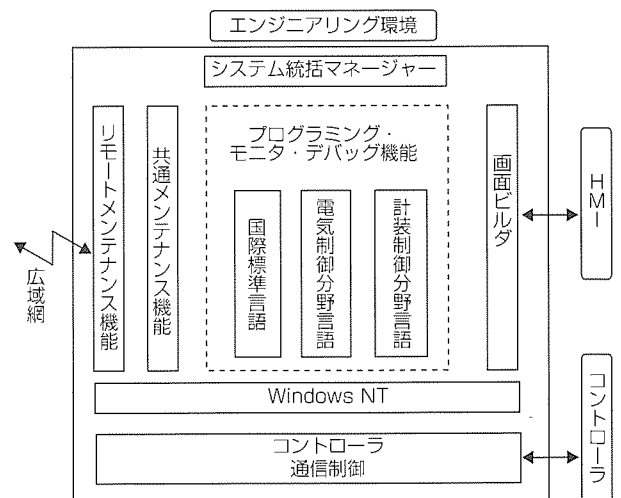 エンジニアリング環境
システム統括マネージャー
リモートメンテナンス機能
共通メンテナンス機能
プログラミング・
モニタ・デバッグ機能
国際標準言語
電気制御分野言語
計装制御分野言語
画面ビルダ
HMI
広域網
Windows NT
コントローラ
通信制御
コントローラ